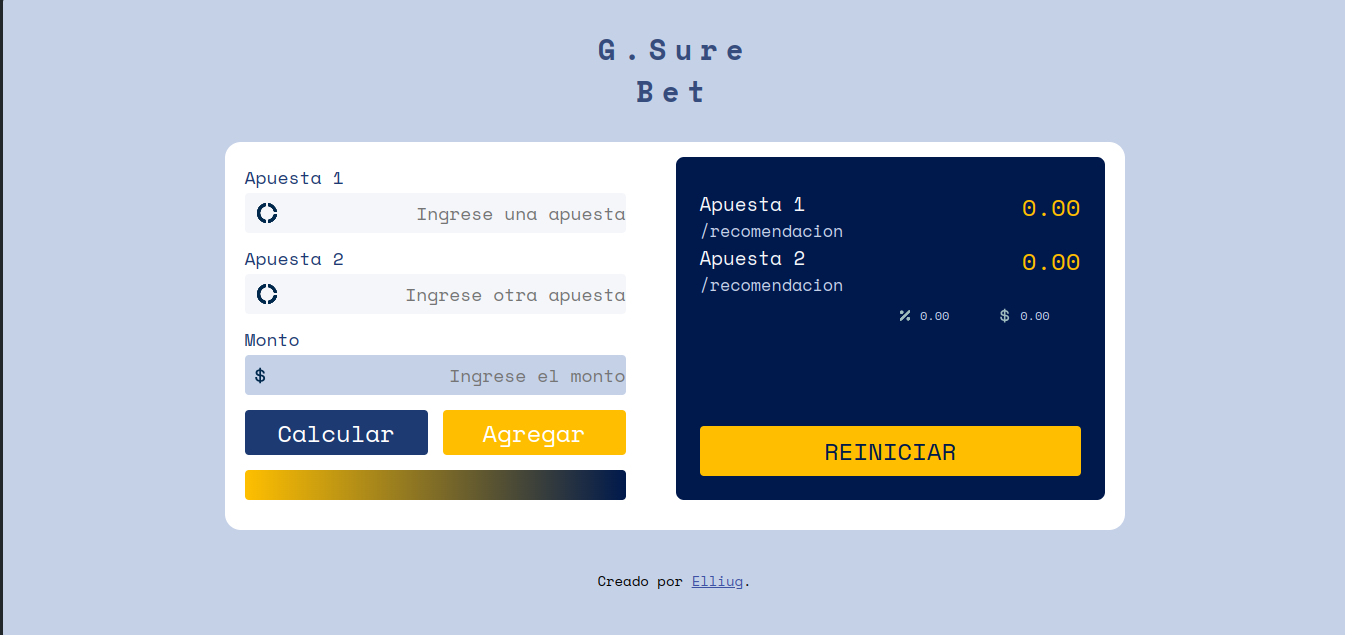 G.Sure
Bet
Apuesta 1
Ingrese una apuesta
Apuesta 2
Ingrese otra apuesta
Monto
$ Ingrese el monto
Calcular Agregar
Apuesta 1 0.00
/recomendacion
Apuesta 2 0.00
/recomendacion
% 0.00 $ 0.00
REINICIAR
Creado por Elliug.